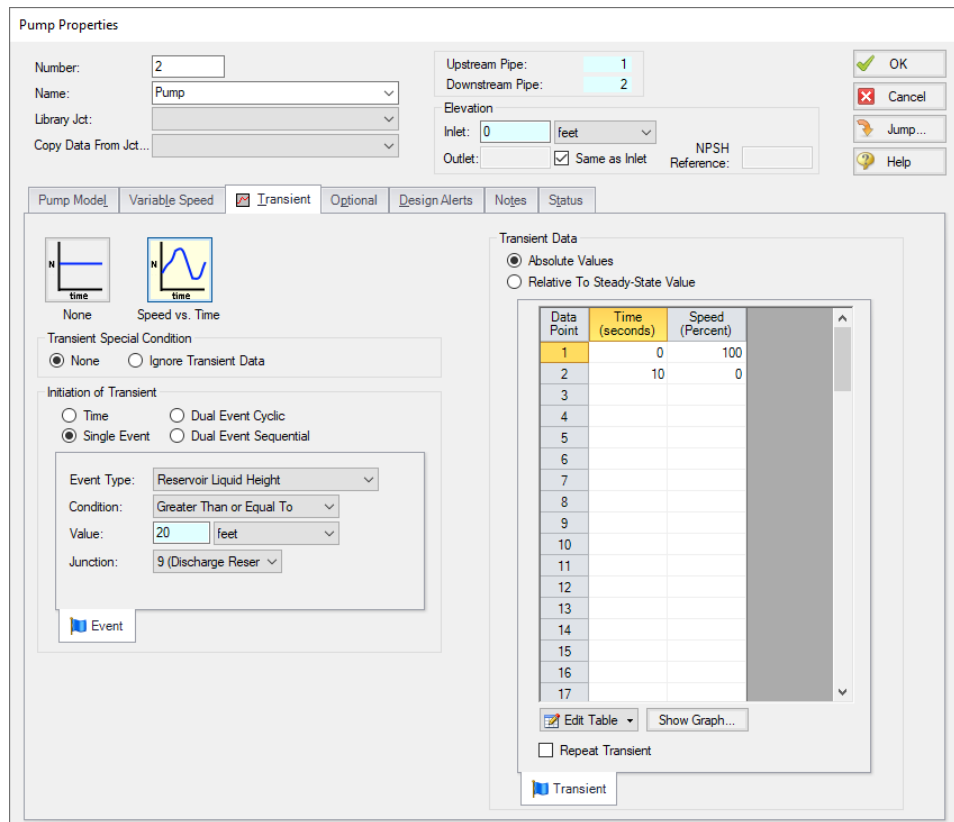 Pump Properties
Number: 2
Name: Pump
Library Jct:
Copy Data From Jct...
Upstream Pipe: 1
Downstream Pipe: 2
Elevation
Inlet: 0 feet
Outlet: Same as Inlet
NPSH
Reference:
OK
Cancel
Jump...
Help
Pump Model Variable Speed Transient Optional Design Alerts Notes Status
N
time
None
N
time
Speed vs. Time
Transient Special Condition
None Ignore Transient Data
Initiation of Transient
Time Dual Event Cyclic
Single Event Dual Event Sequential
Event Type: Reservoir Liquid Height
Condition: Greater Than or Equal To
Value: 20 feet
Junction: 9 (Discharge Reser
Event
Transient Data
Absolute Values
Relative To Steady-State Value
Data Point Time (seconds) Speed (Percent)
1 0 100
2 10 0
3
4
5
6
7
8
9
10
11
12
13
14
15
16
17
Edit Table Show Graph...
Repeat Transient
Transient